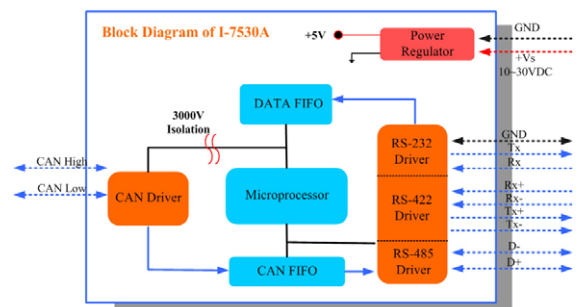 Block Diagram of I-7530A
+5V
Power
Regulator
GND
+Vs
10~30VDC
DATA FIFO
3000V
Isolation
CAN High
CAN Low
CAN Driver
Microprocessor
CAN FIFO
RS-232
Driver
RS-422
Driver
RS-485
Driver
GND
Tx
Rx
Rx+
Rx-
Tx+
Tx-
D-
D+